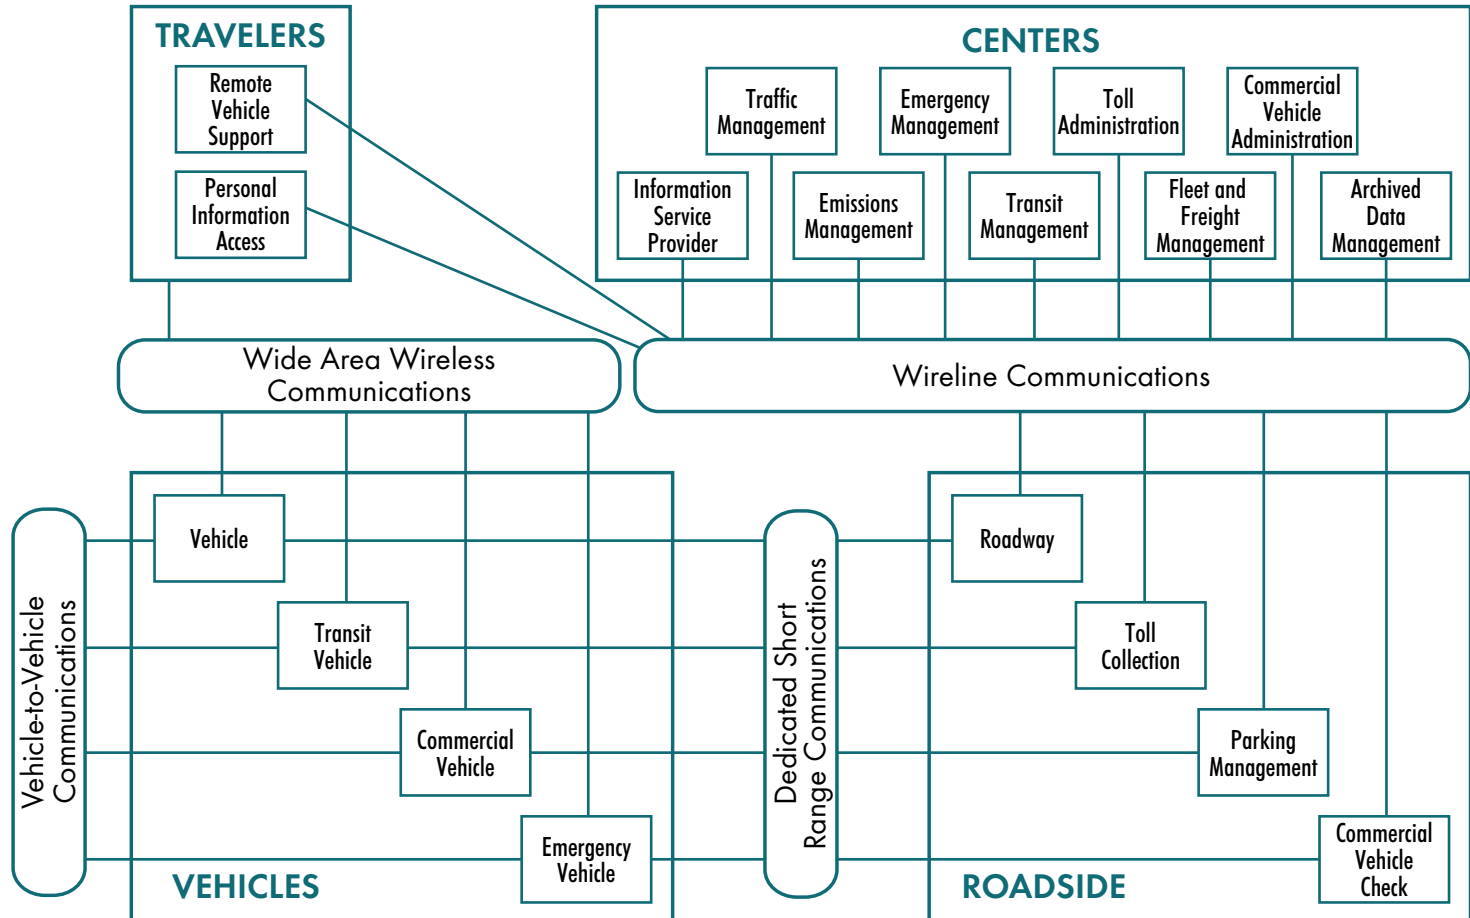 TRAVELERS
Remote
Vehicle
Support
Personal
Information
Access
CENTERS
Traffic
Management
Emergency
Management
Toll
Administration
Commercial
Vehicle
Administration
Information
Service
Provider
Emissions
Management
Transit
Management
Fleet and
Freight
Management
Archived
Data
Management
Wide Area Wireless
Communications
Wireline Communications
Vehicle-to-Vehicle
Communications
Vehicle
Transit
Vehicle
Commercial
Vehicle
Emergency
Vehicle
VEHICLES
Dedicated Short
Range Communications
Roadway
Toll
Collection
Parking
Management
Commercial
Vehicle
Check
ROADSIDE